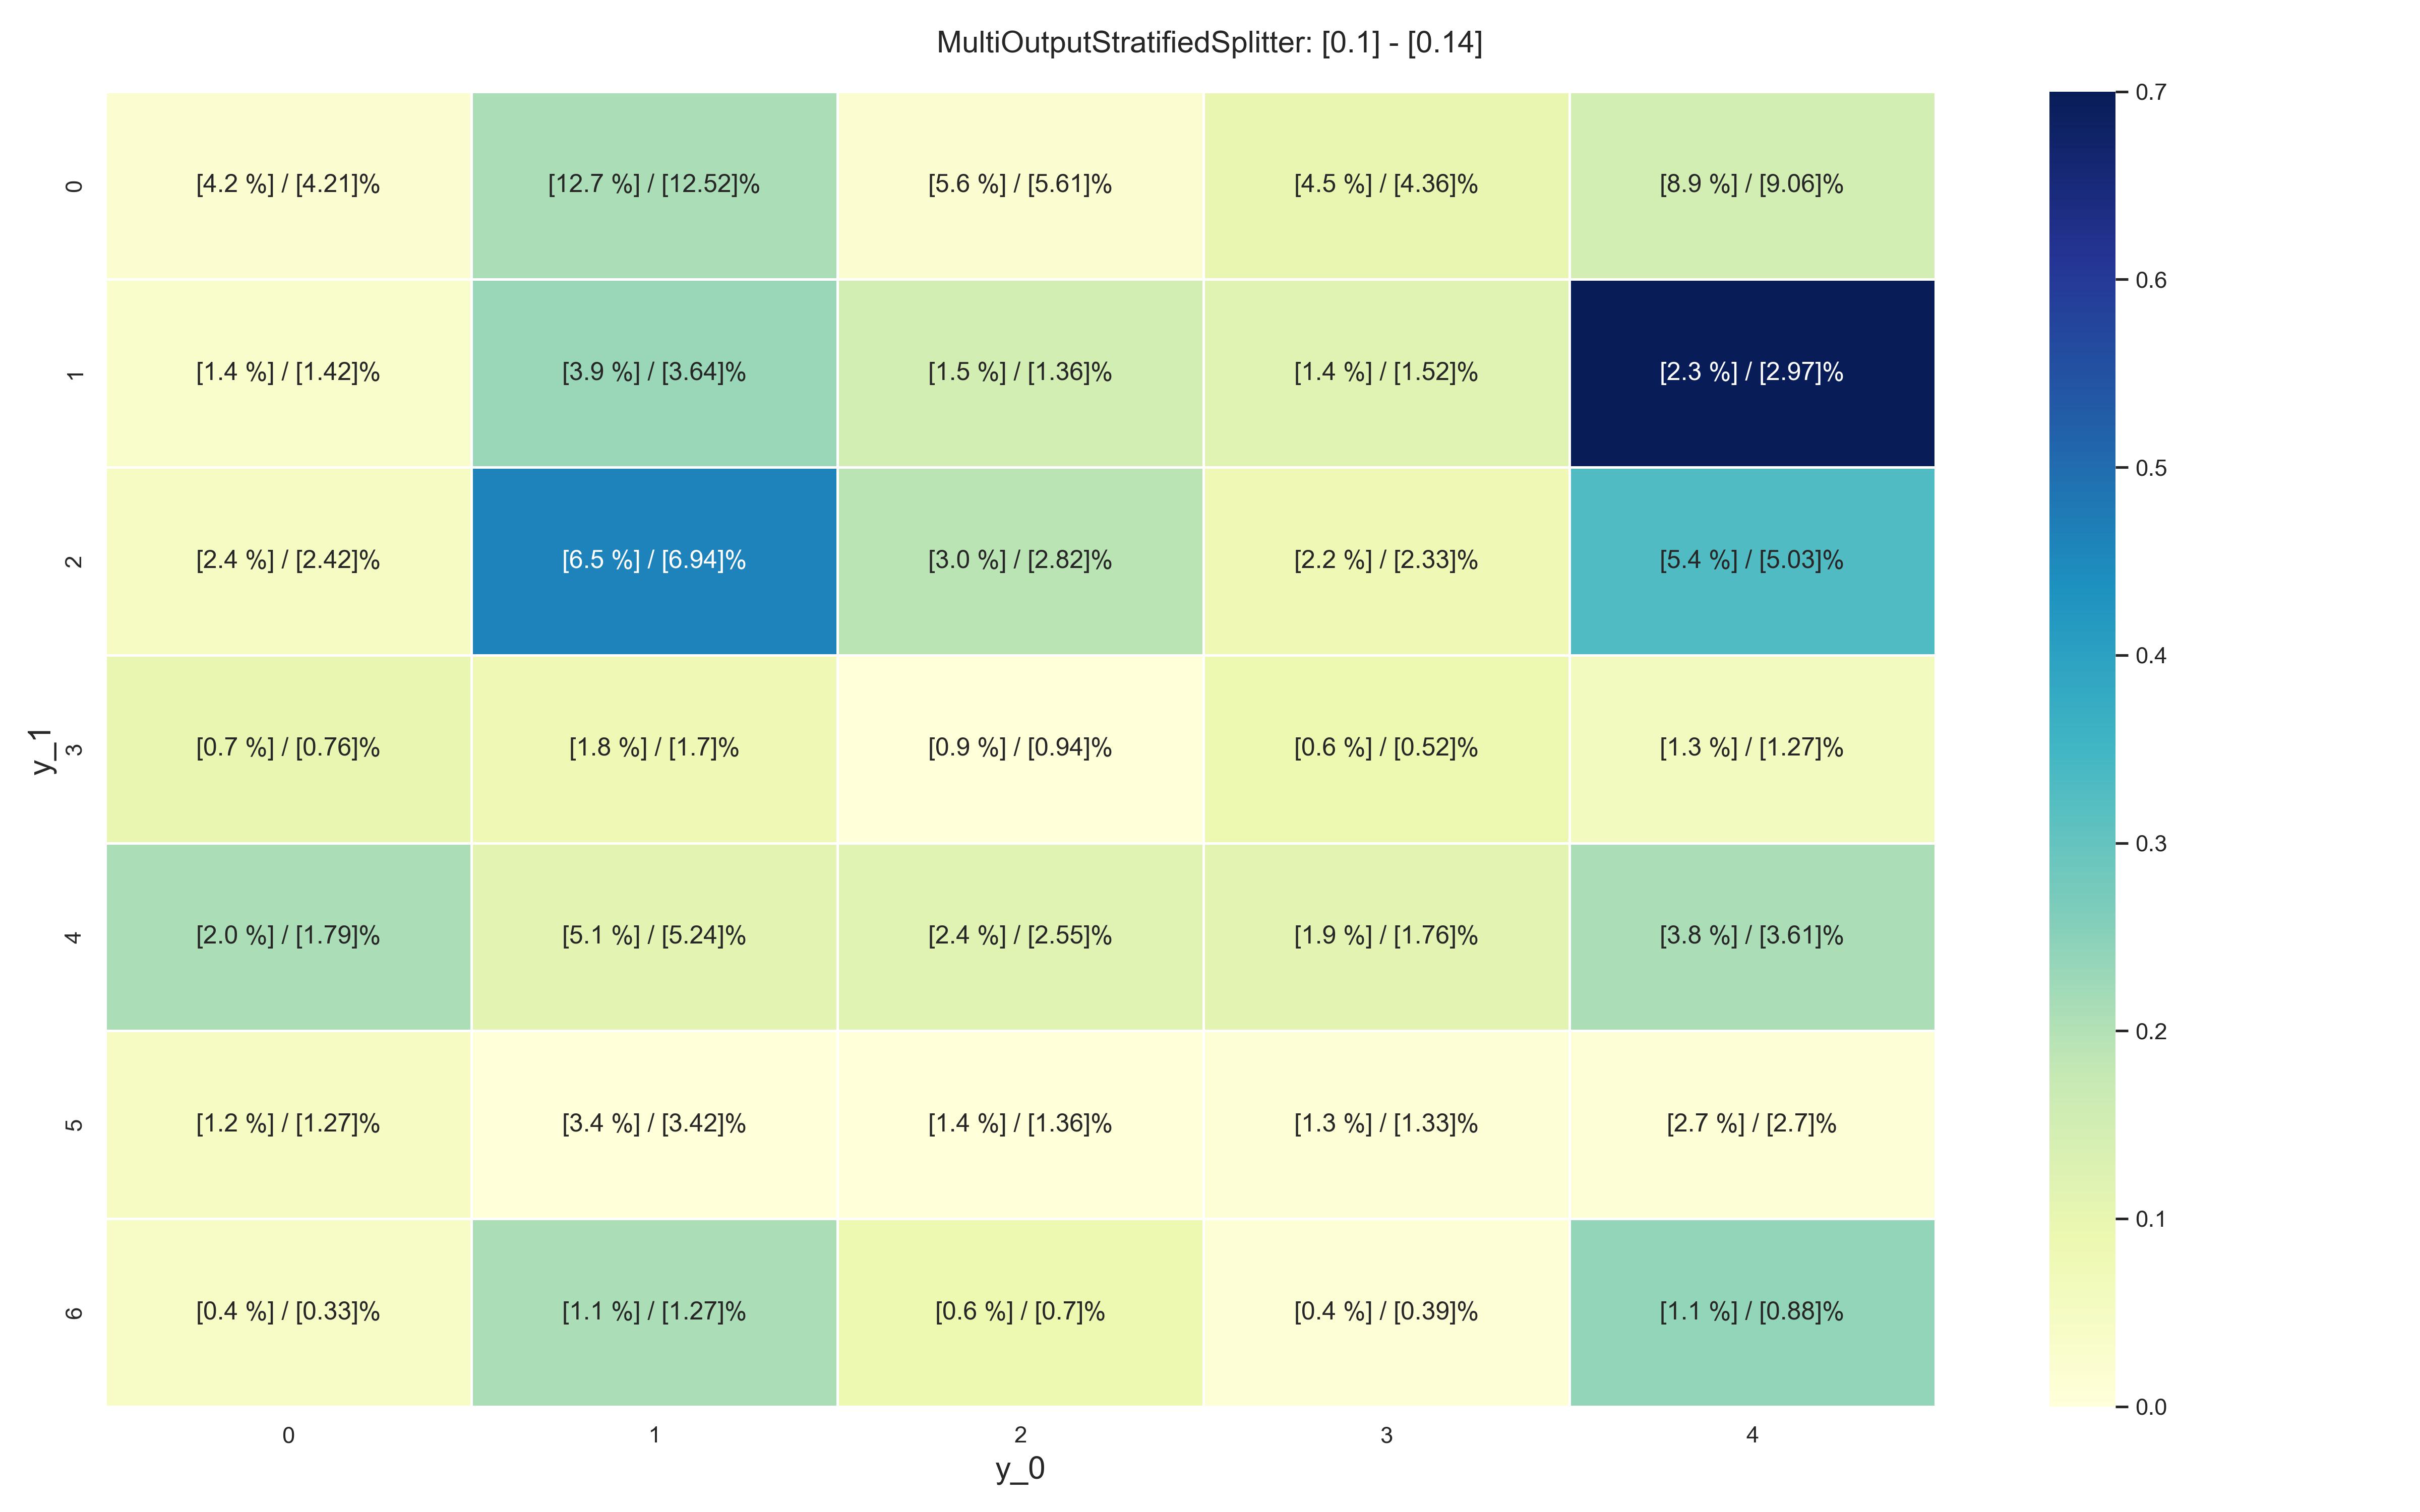 MultiOutputStratifiedSplitter: [0.1] - [0.14]
0.7
0 [4.2 %] / [4.21]% [12.7 %] / [12.52]% [5.6 %] / [5.61]% [4.5 %] / [4.36]% [8.9 %] / [9.06]%
0.6
1 [1.4 %] / [1.42]% [3.9 %] / [3.64]% [1.5 %] / [1.36]% [1.4 %] / [1.52]% [2.3 %] / [2.97]%
0.5
2 [2.4 %] / [2.42]% [6.5 %] / [6.94]% [3.0 %] / [2.82]% [2.2 %] / [2.33]% [5.4 %] / [5.03]%
0.4
y_1
3 [0.7 %] / [0.76]% [1.8 %] / [1.7]% [0.9 %] / [0.94]% [0.6 %] / [0.52]% [1.3 %] / [1.27]%
0.3
4 [2.0 %] / [1.79]% [5.1 %] / [5.24]% [2.4 %] / [2.55]% [1.9 %] / [1.76]% [3.8 %] / [3.61]%
0.2
5 [1.2 %] / [1.27]% [3.4 %] / [3.42]% [1.4 %] / [1.36]% [1.3 %] / [1.33]% [2.7 %] / [2.7]%
0.1
6 [0.4 %] / [0.33]% [1.1 %] / [1.27]% [0.6 %] / [0.7]% [0.4 %] / [0.39]% [1.1 %] / [0.88]%
0.0
0 1 2 3 4
y_0